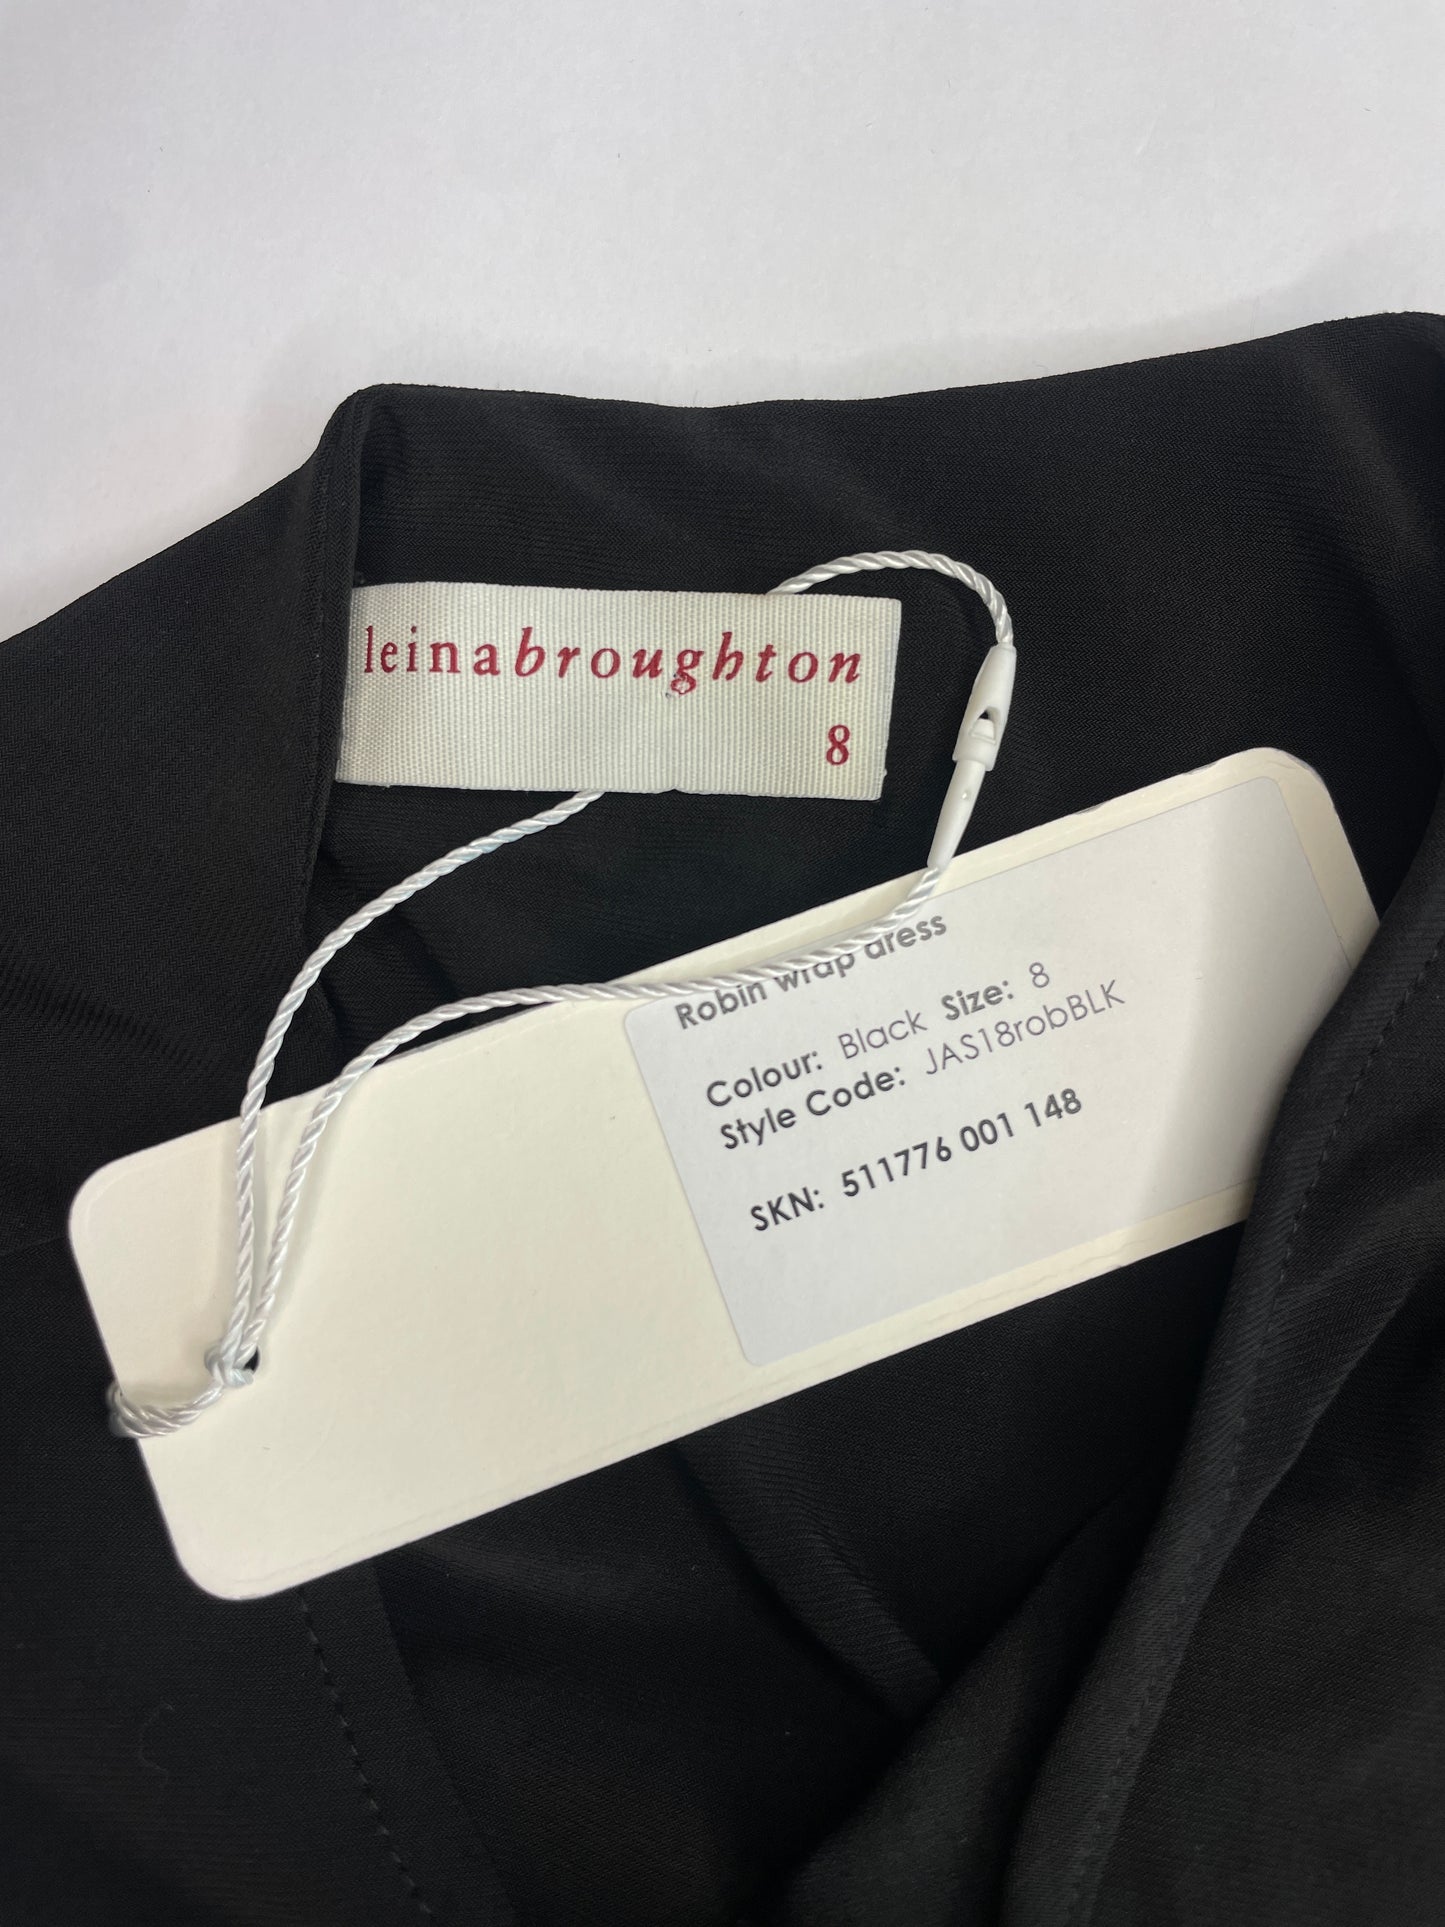 leinabroughton
8
Robin wrap dress
Colour: Black Size: 8
Style Code: JAS18robBLK
SKN: 511776 001 148